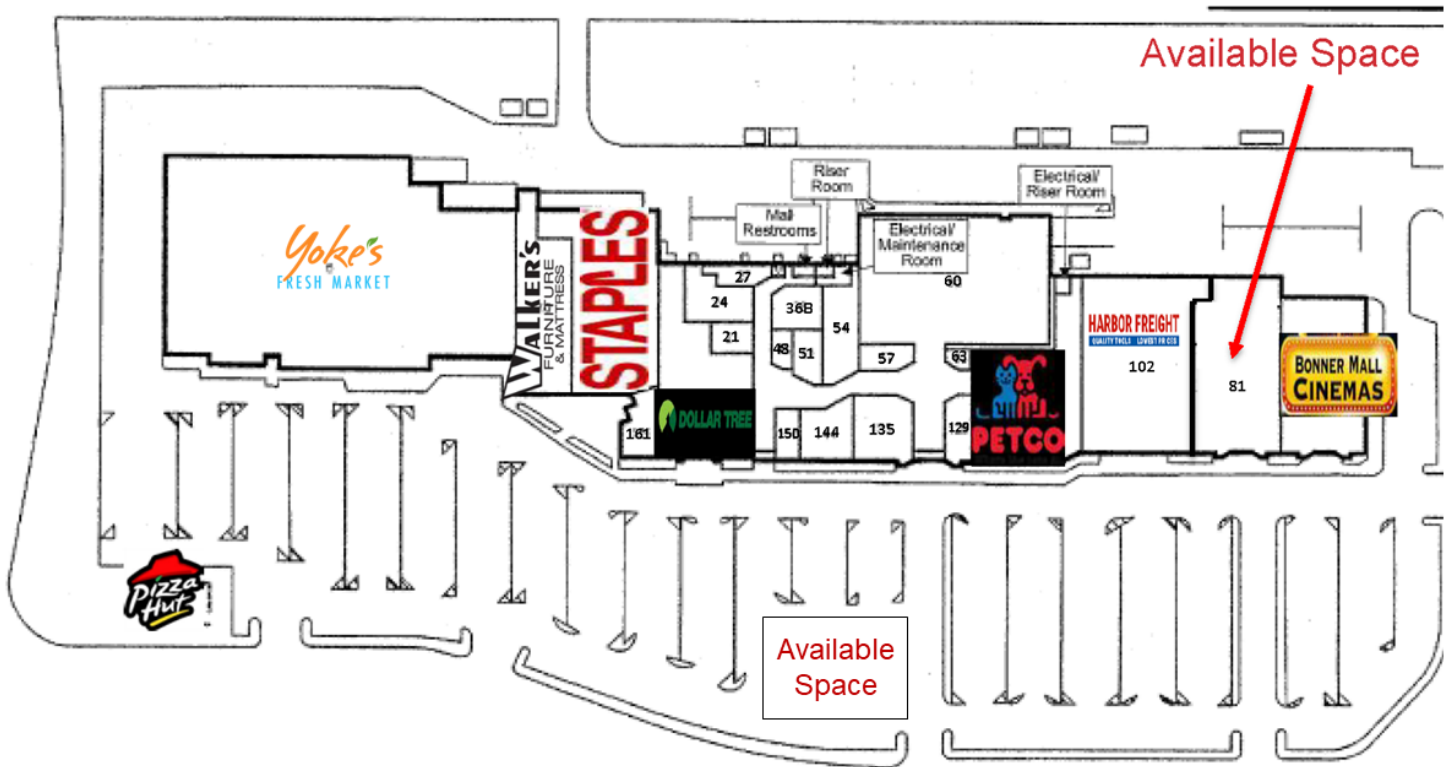 Available Space
Riser
Room
Electrical/
Riser Room
Mall
Restrooms
Electrical/
Maintenance
Room
Yoke's
FRESH MARKET
WALKER'S
FURNITURE
& MATTRESS
STAPLES
27
24
21
36B
48
51
54
57
60
63
HARBOR FREIGHT
QUALITY TOOLS LOWEST PRICES
102
81
BONNER MALL
CINEMAS
161
DOLLAR TREE
150
144
135
129
PETCO
Pizza
Hut
Available
Space